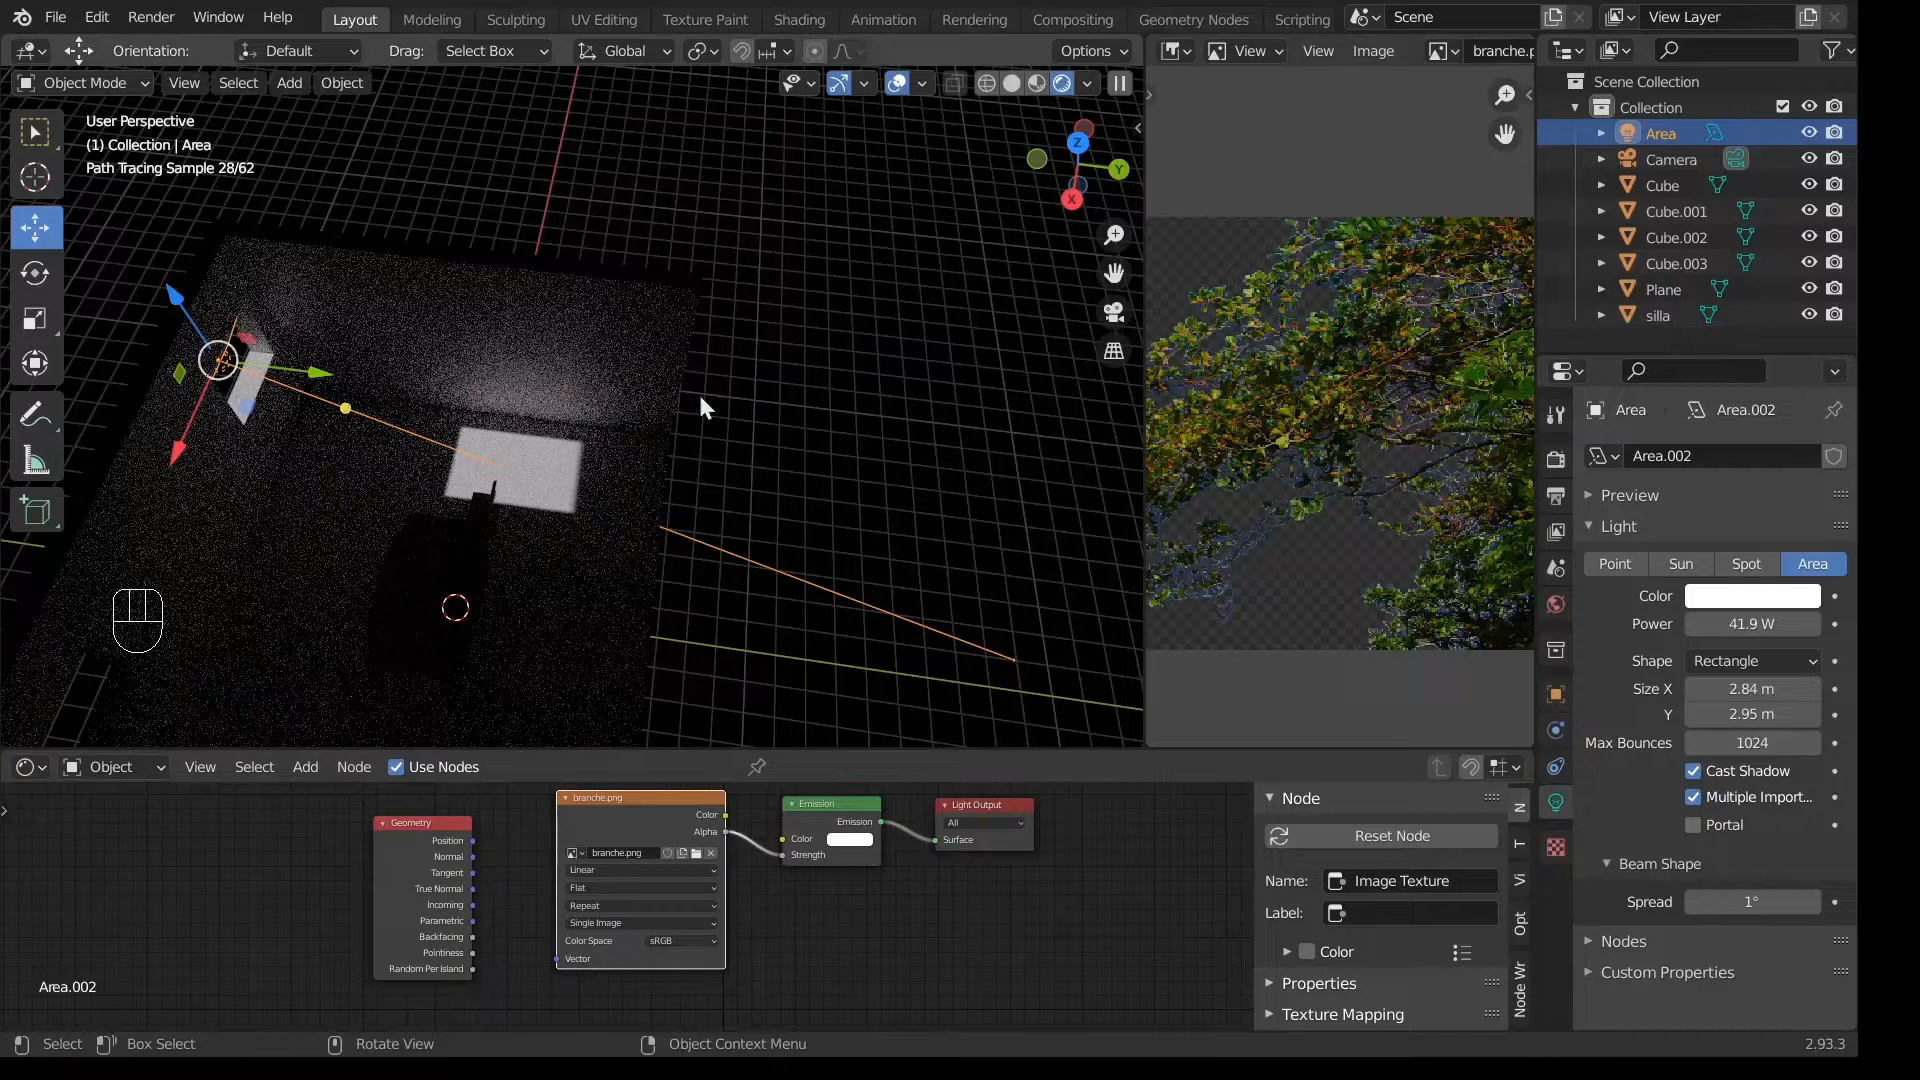 File Edit Render Window Help Layout Modeling Sculpting UV Editing Texture Paint Shading Animation Rendering Compositing Geometry Nodes Scripting Scene View Layer
Orientation: Default Drag: Select Box Global Options View View Image branche.p
Object Mode View Select Add Object
User Perspective
(1) Collection | Area
Path Tracing Sample 28/62
Z
Y
X
Scene Collection
Collection
Area
Camera
Cube
Cube.001
Cube.002
Cube.003
Plane
silla
Area Area.002
Area.002
Preview
Light
Point Sun Spot Area
Color
Power 41.9 W
Shape Rectangle
Size X 2.84 m
Y 2.95 m
Max Bounces 1024
Cast Shadow
Multiple Import...
Portal
Beam Shape
Spread 1°
Nodes
Custom Properties
Object View Select Add Node Use Nodes
Geometry
Position
Normal
Tangent
True Normal
Incoming
Parametric
Backfacing
Pointiness
Random Per Island
branche.png
Color
Alpha
branche.png
Linear
Flat
Repeat
Single Image
Color Space sRGB
Vector
Emission
Emission
Color
Strength
Light Output
All
Surface
Node
Reset Node
Name: Image Texture
Label:
Color
Properties
Texture Mapping
N
T
Vi
Opt
Node Wr
Area.002
Select Box Select Rotate View Object Context Menu 2.93.3